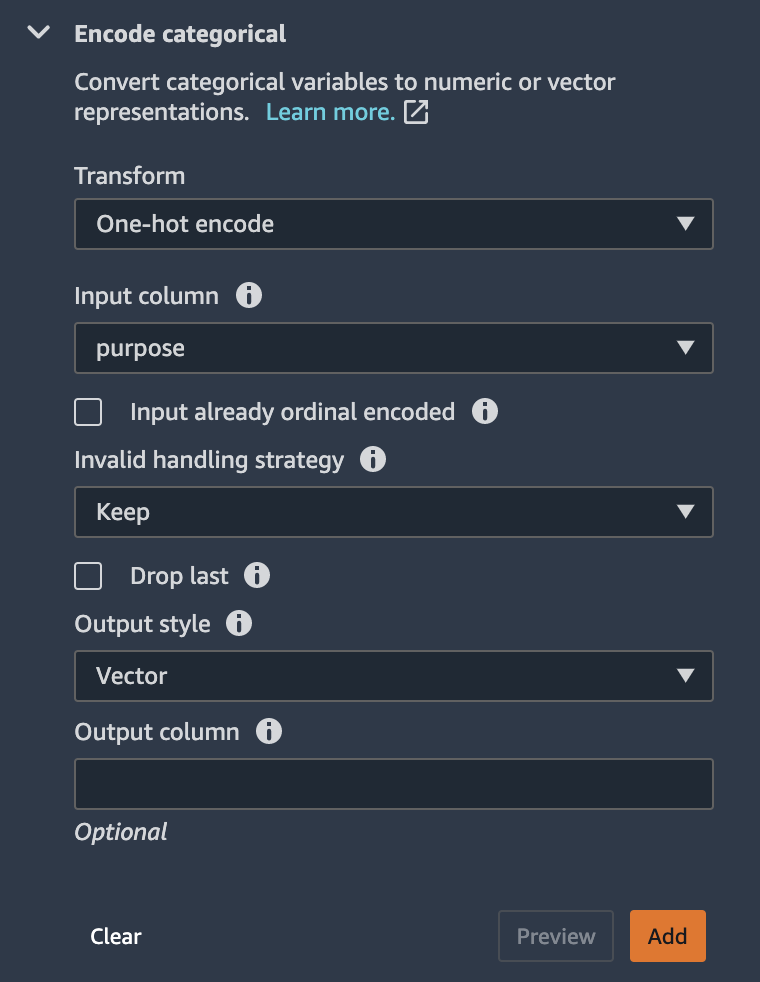 Encode categorical
Convert categorical variables to numeric or vector
representations. Learn more.
Transform
One-hot encode
Input column
purpose
Input already ordinal encoded
Invalid handling strategy
Keep
Drop last
Output style
Vector
Output column
Optional
Clear Preview Add